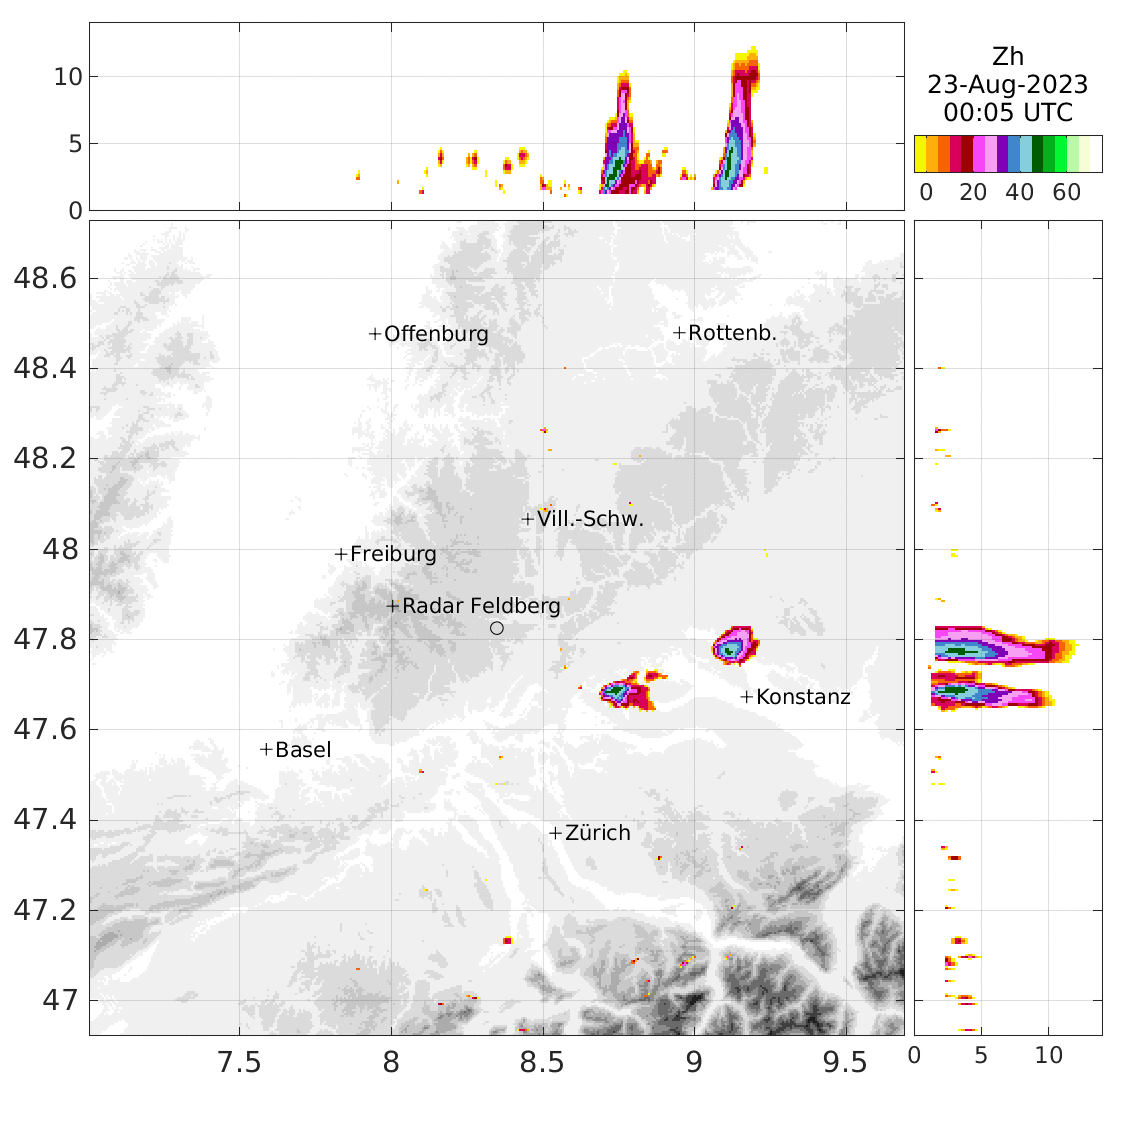 10
5
0
Zh
23-Aug-2023
00:05 UTC
0 20 40 60
48.6
48.4
48.2
48
47.8
47.6
47.4
47.2
47
+Offenburg
+Rottenb.
+Vill.-Schw.
+Freiburg
+Radar Feldberg
+Konstanz
+Basel
+Zürich
7.5 8 8.5 9 9.5
0 5 10